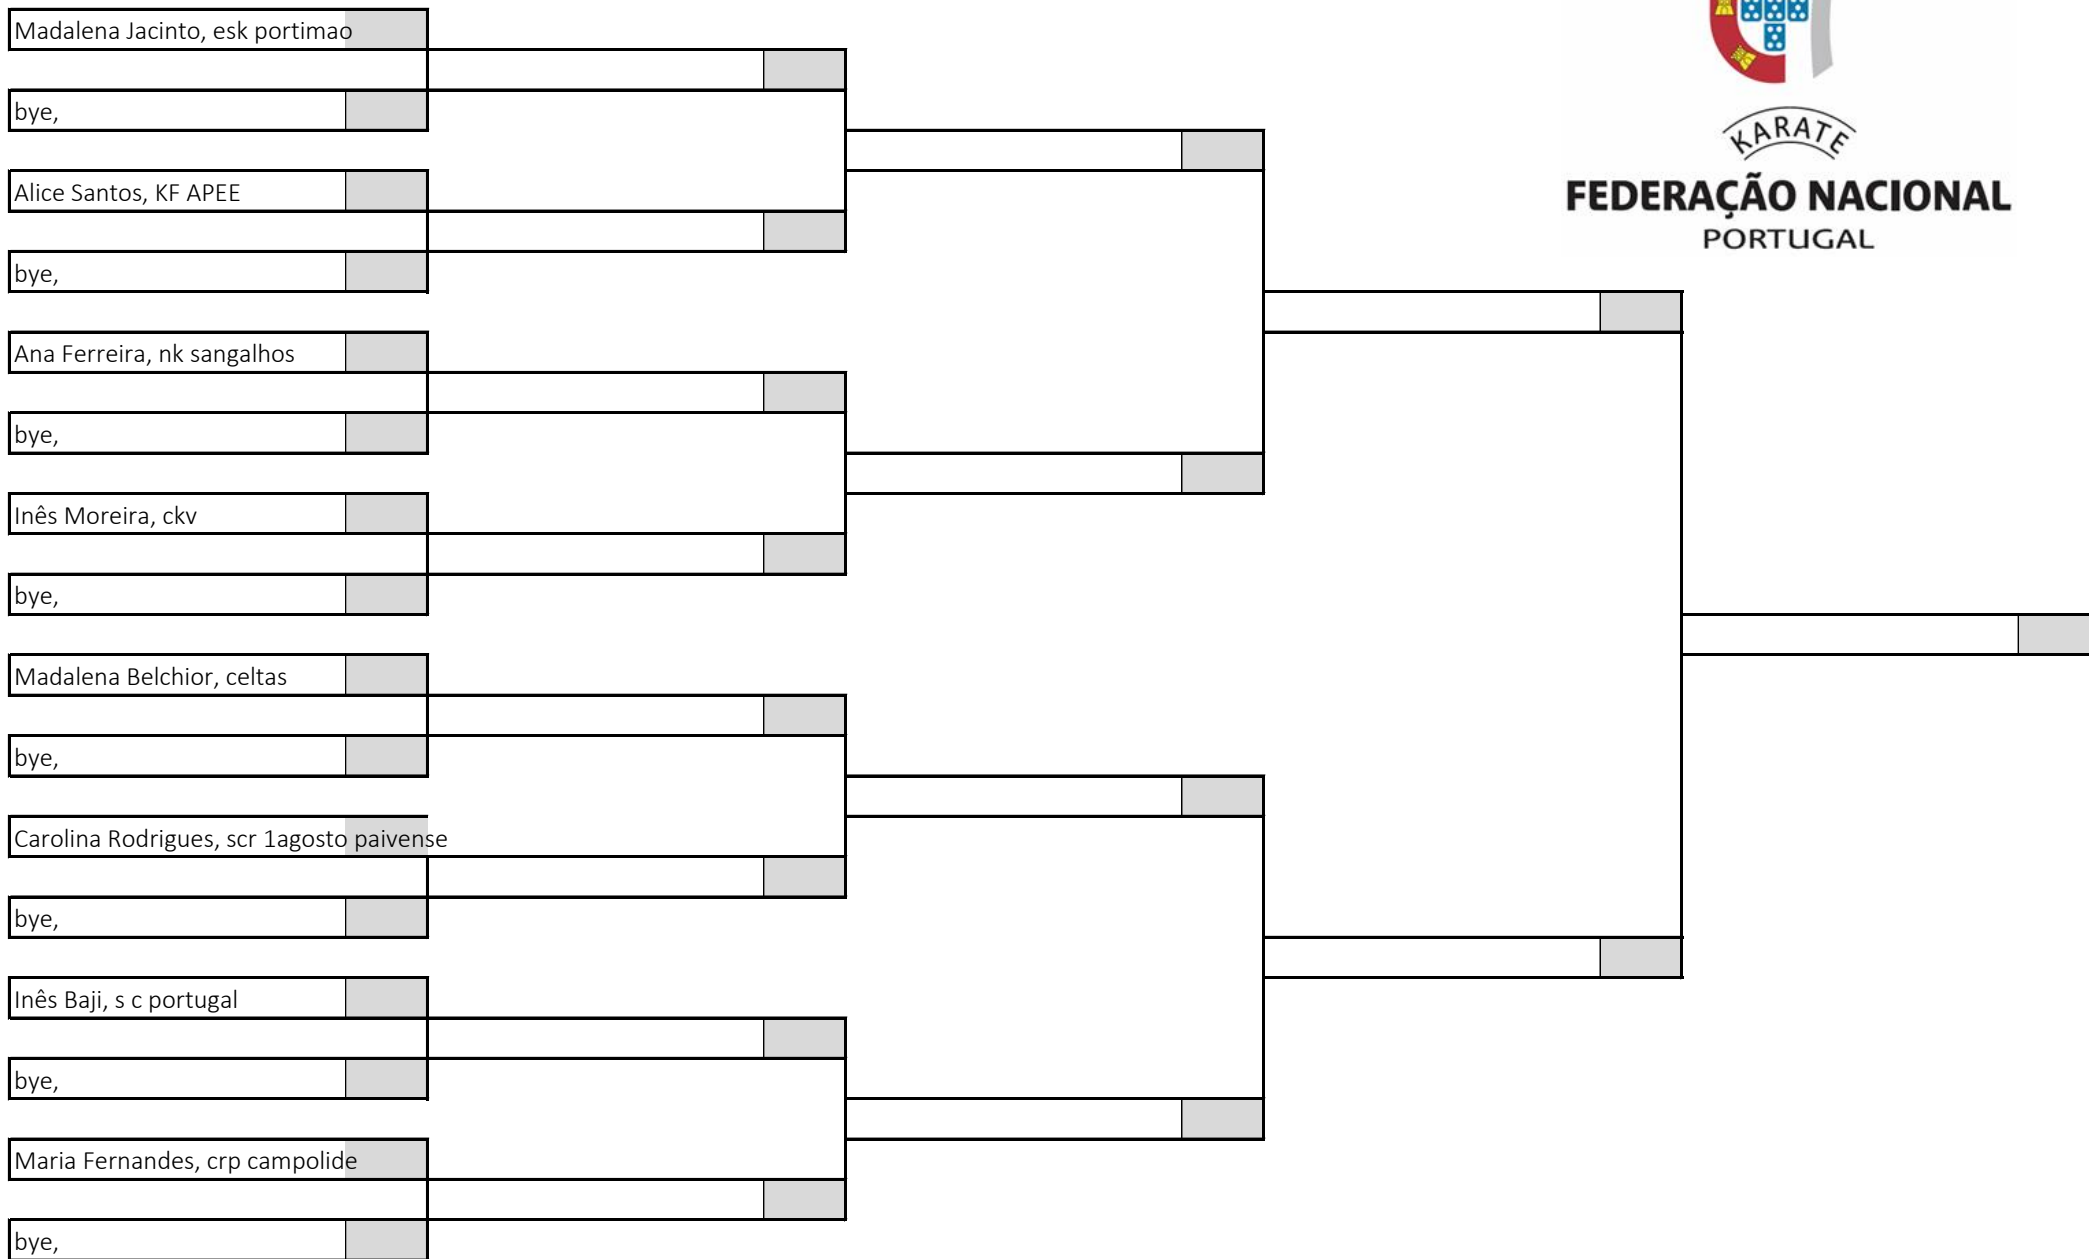 Madalena Jacinto, esk portimao
bye,
KARATE
Alice Santos, KF APEE
FEDERAÇÃO NACIONAL
PORTUGAL
bye,
Ana Ferreira, nk sangalhos
bye,
Inês Moreira, ckv
bye,
Madalena Belchior, celtas
bye,
Carolina Rodrigues, scr 1agosto paivense
bye,
Inês Baji, s c portugal
bye,
Maria Fernandes, crp campolide
bye,